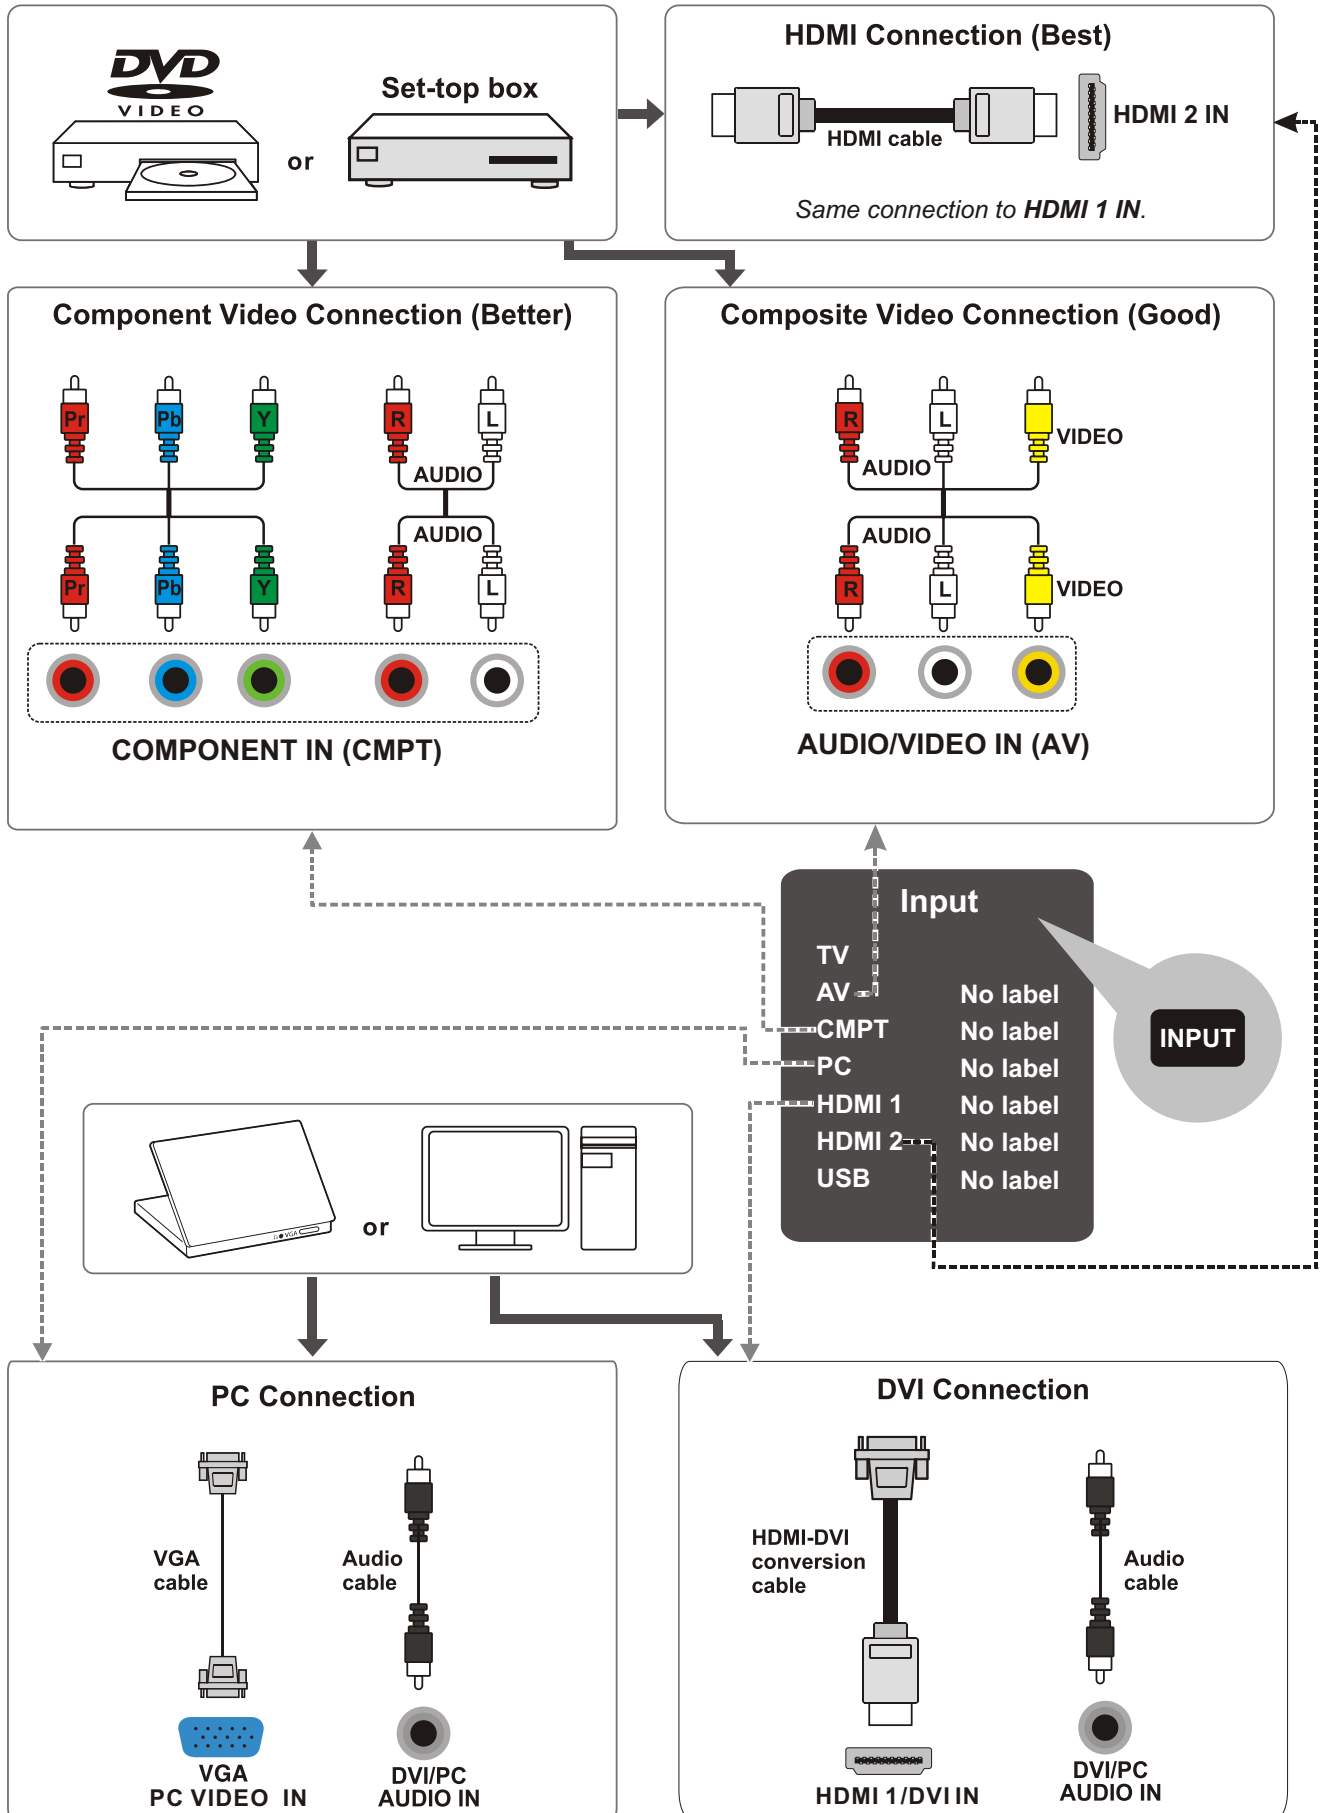 DVD
VIDEO
or
Set-top box
HDMI Connection (Best)
HDMI cable
HDMI 2 IN
Same connection to HDMI 1 IN.
Component Video Connection (Better)
Pr Pb Y R L
AUDIO
AUDIO
Pr Pb Y R L
COMPONENT IN (CMPT)
Composite Video Connection (Good)
R L VIDEO
AUDIO
AUDIO
R L VIDEO
AUDIO/VIDEO IN (AV)
Input
TV
AV No label
CMPT No label
PC No label
HDMI 1 No label
HDMI 2 No label
USB No label
INPUT
VGA
or
PC Connection
VGA
cable
Audio
cable
VGA
PC VIDEO IN
DVI/PC
AUDIO IN
DVI Connection
HDMI-DVI
conversion
cable
Audio
cable
HDMI 1/DVI IN
DVI/PC
AUDIO IN